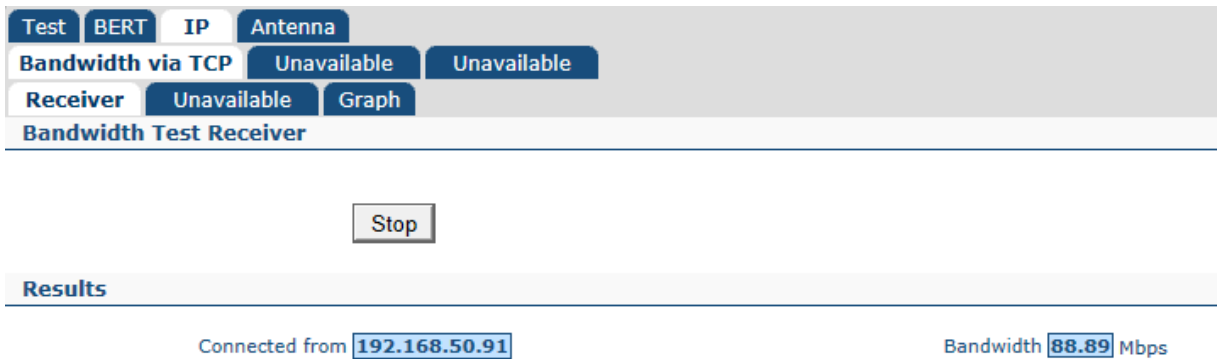 Test BERT IP Antenna
Bandwidth via TCP Unavailable Unavailable
Receiver Unavailable Graph
Bandwidth Test Receiver
Stop
Results
Connected from 192.168.50.91 Bandwidth 88.89 Mbps